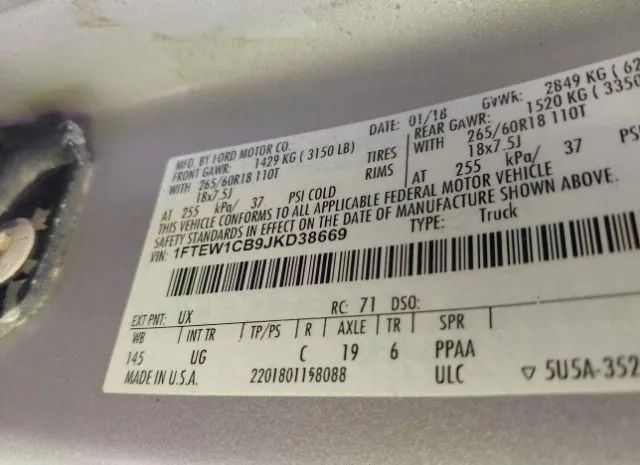 MFD. BY FORD MOTOR CO.
DATE: 01/18 GVWR: 2849 KG ( 62
FRONT GAWR: 1429 KG ( 3150 LB) REAR GAWR: 1520 KG ( 3350
WITH 265/60R18 110T TIRES WITH 265/60R18 110T
18x7.5J RIMS 18x7.5J
AT 255 kPa/ 37 PSI COLD AT 255 kPa/ 37
THIS VEHICLE CONFORMS TO ALL APPLICABLE FEDERAL MOTOR VEHICLE
SAFETY STANDARDS IN EFFECT ON THE DATE OF MANUFACTURE SHOWN ABOVE.
VIN: 1FTEW1CB9JKD38669 TYPE: Truck
EXT PNT: UX RC: 71 DSO:
WB INT TR TP/PS R AXLE TR SPR
145 UG C 19 6 PPAA
MADE IN U.S.A. 2201801198088 ULC ▽ 5U5A-352